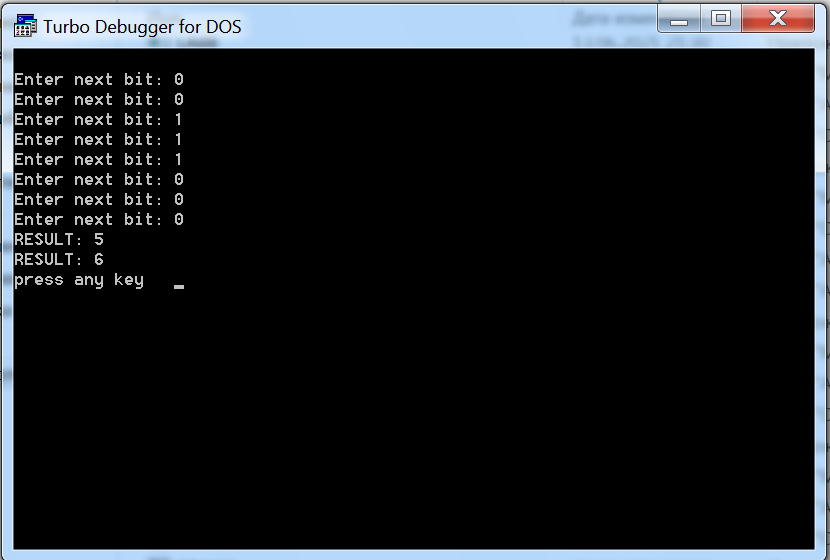 Turbo Debugger for DOS
Enter next bit: 0
Enter next bit: 0
Enter next bit: 1
Enter next bit: 1
Enter next bit: 1
Enter next bit: 0
Enter next bit: 0
Enter next bit: 0
RESULT: 5
RESULT: 6
press any key